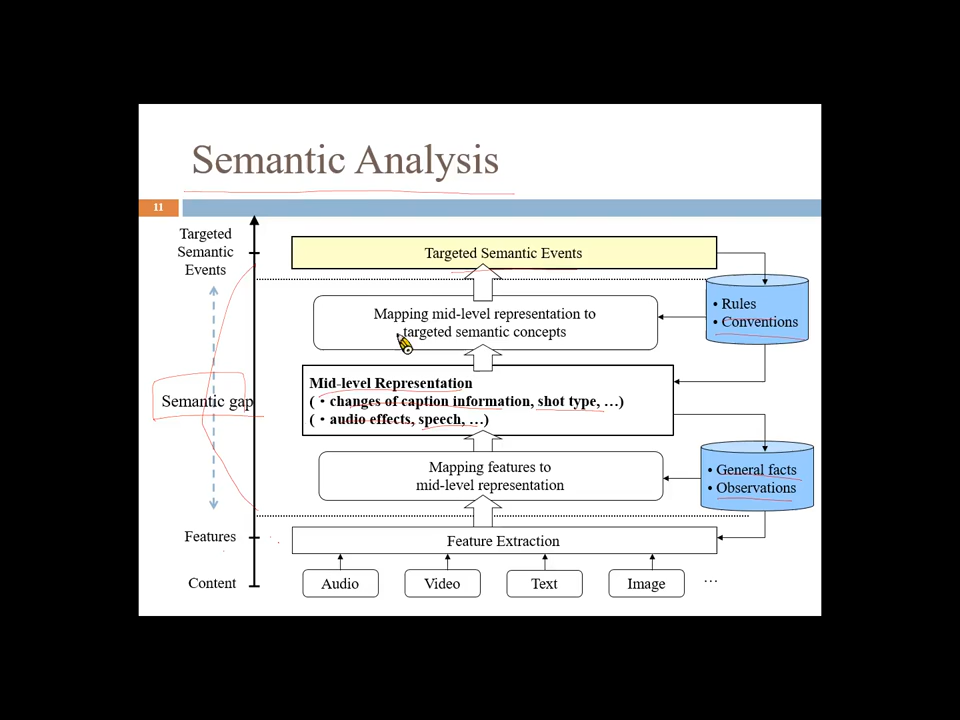 Semantic Analysis
11
Targeted
Semantic
Events
Targeted Semantic Events
• Rules
• Conventions
Mapping mid-level representation to
targeted semantic concepts
Mid-level Representation
( • changes of caption information, shot type, …)
( • audio effects, speech, …)
Semantic gap
Mapping features to
mid-level representation
• General facts
• Observations
Features
Feature Extraction
Content
Audio
Video
Text
Image
…